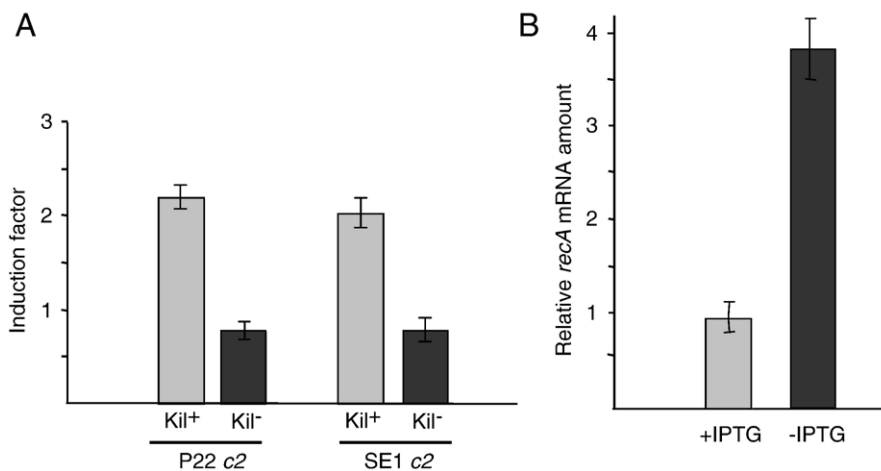 A
Induction factor
3
2
1
Kil+
Kil-
Kil+
Kil-
P22 c2
SE1 c2
B
Relative recA mRNA amount
4
4
2
1
+IPTG
-IPTG